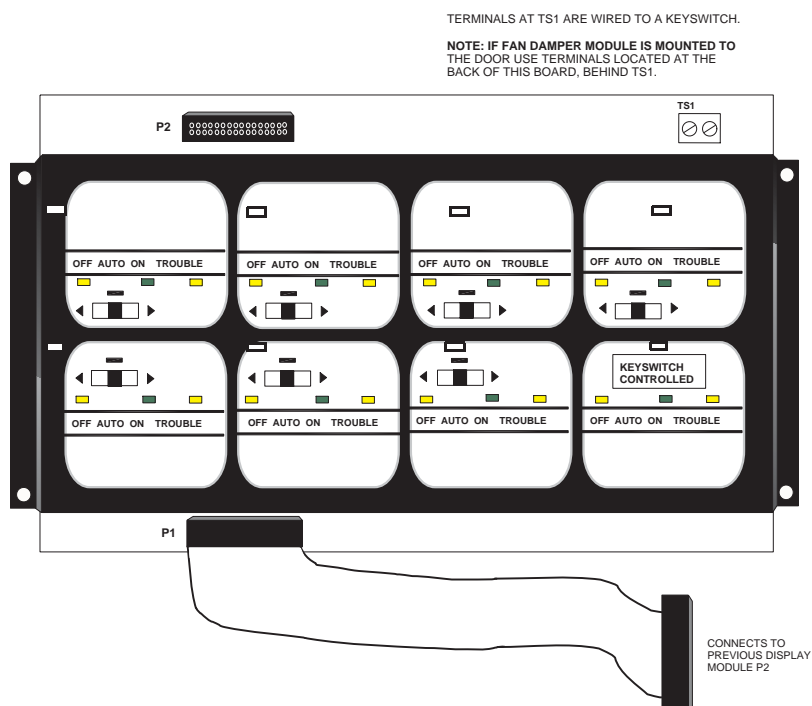 TERMINALS AT TS1 ARE WIRED TO A KEYSWITCH.
NOTE: IF FAN DAMPER MODULE IS MOUNTED TO
THE DOOR USE TERMINALS LOCATED AT THE
BACK OF THIS BOARD, BEHIND TS1.
TS1
P2
OFF AUTO ON TROUBLE
OFF AUTO ON TROUBLE
OFF AUTO ON TROUBLE
OFF AUTO ON TROUBLE
KEYSWITCH
CONTROLLED
OFF AUTO ON TROUBLE
OFF AUTO ON TROUBLE
OFF AUTO ON TROUBLE
OFF AUTO ON TROUBLE
P1
CONNECTS TO
PREVIOUS DISPLAY
MODULE P2